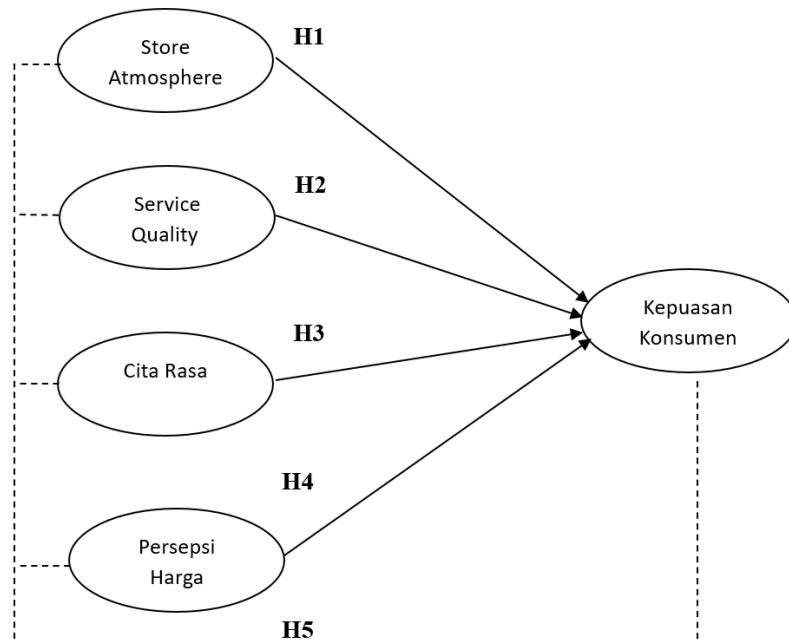 H1
Store
Atmosphere
H2
Service
Quality
Kepuasan
Konsumen
H3
Cita Rasa
H4
Persepsi
Harga
H5